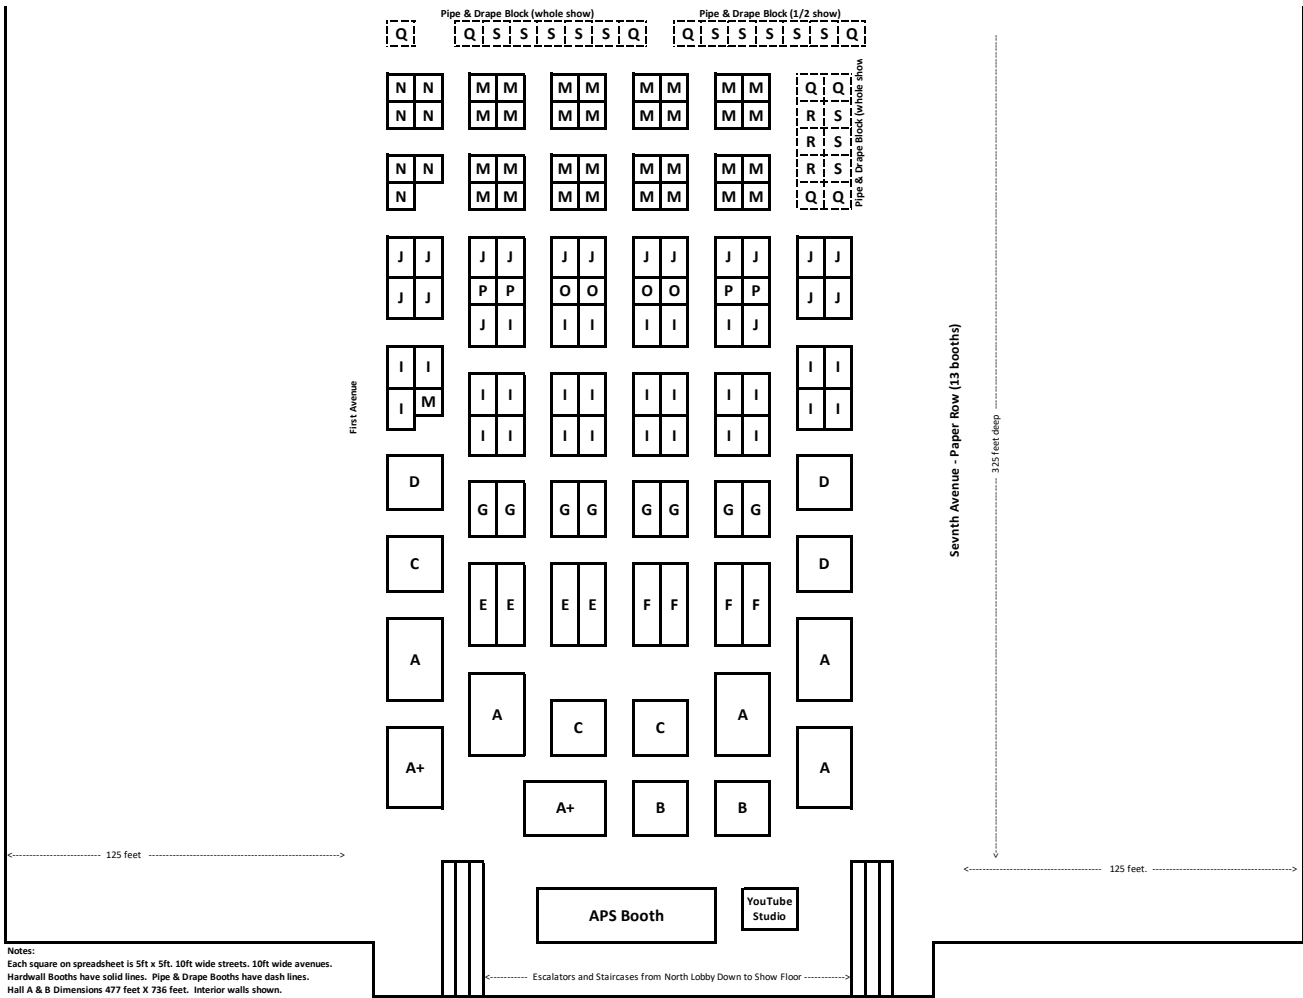 Pipe & Drape Block (whole show) Pipe & Drape Block (1/2 show)
Q Q S S S S S Q Q S S S S S Q
N N M M M M M M M M Q Q
N N M M M M M M M M R S
R S
N N M M M M M M M M R S
N M M M M M M M M Q Q
Pipe & Drape Block (whole show
J J J J J J J J J J J J
P P O O O O P P
J J J I I I I I I J J J
I I I I
I M I I I I I I I I I I
I I I I I I I I
First Avenue
Sevnth Avenue - Paper Row (13 booths)
325 feet deep
D D
G G G G G G G G
C D
E E E E F F F F
A A
A C C A
A+ A
A+ B B
125 feet
125 feet.
APS Booth
YouTube
Studio
Escalators and Staircases from North Lobby Down to Show Floor
Notes:
Each square on spreadsheet is 5ft x 5ft. 10ft wide streets. 10ft wide avenues.
Hardwall Booths have solid lines. Pipe & Drape Booths have dash lines.
Hall A & B Dimensions 477 feet X 736 feet. Interior walls shown.